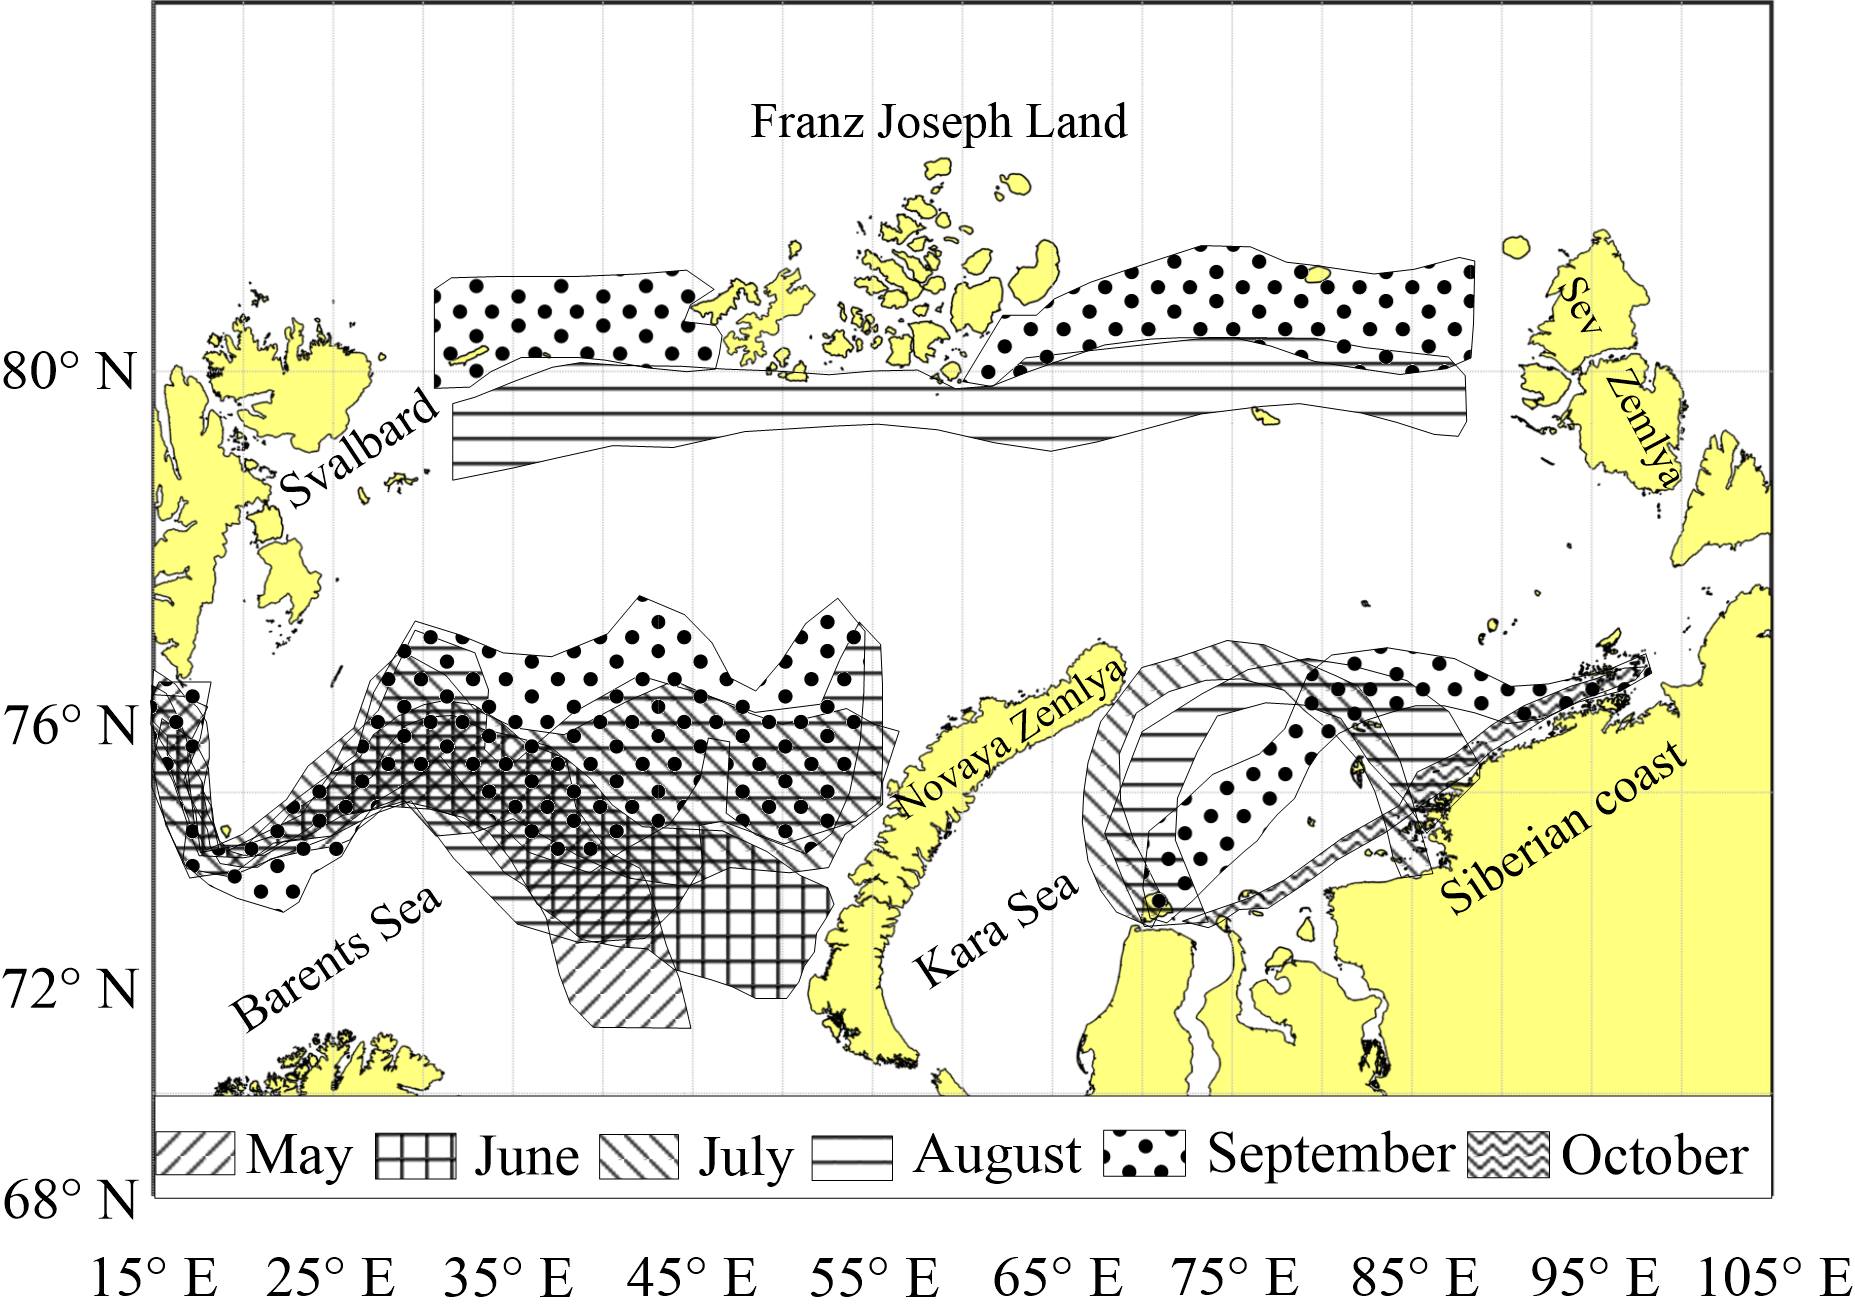 Franz Joseph Land
Sev
80° N
Zemlya
Svalbard
76° N
Novaya Zemlya
Siberian coast
Barents Sea
Kara Sea
72° N
May June July August September October
68° N
15° E 25° E 35° E 45° E 55° E 65° E 75° E 85° E 95° E 105° E